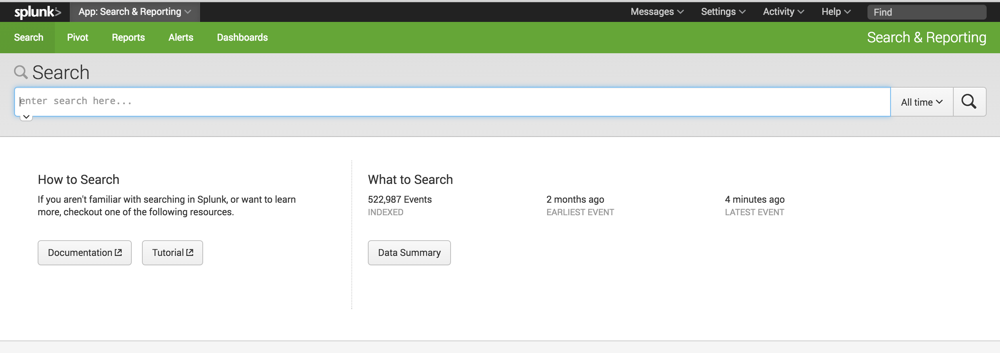 splunk> App: Search & Reporting Messages Settings Activity Help Find
Search Pivot Reports Alerts Dashboards Search & Reporting
Search
enter search here... All time
How to Search
If you aren't familiar with searching in Splunk, or want to learn
more, checkout one of the following resources.
Documentation Tutorial
What to Search
522,987 Events 2 months ago 4 minutes ago
INDEXED EARLIEST EVENT LATEST EVENT
Data Summary